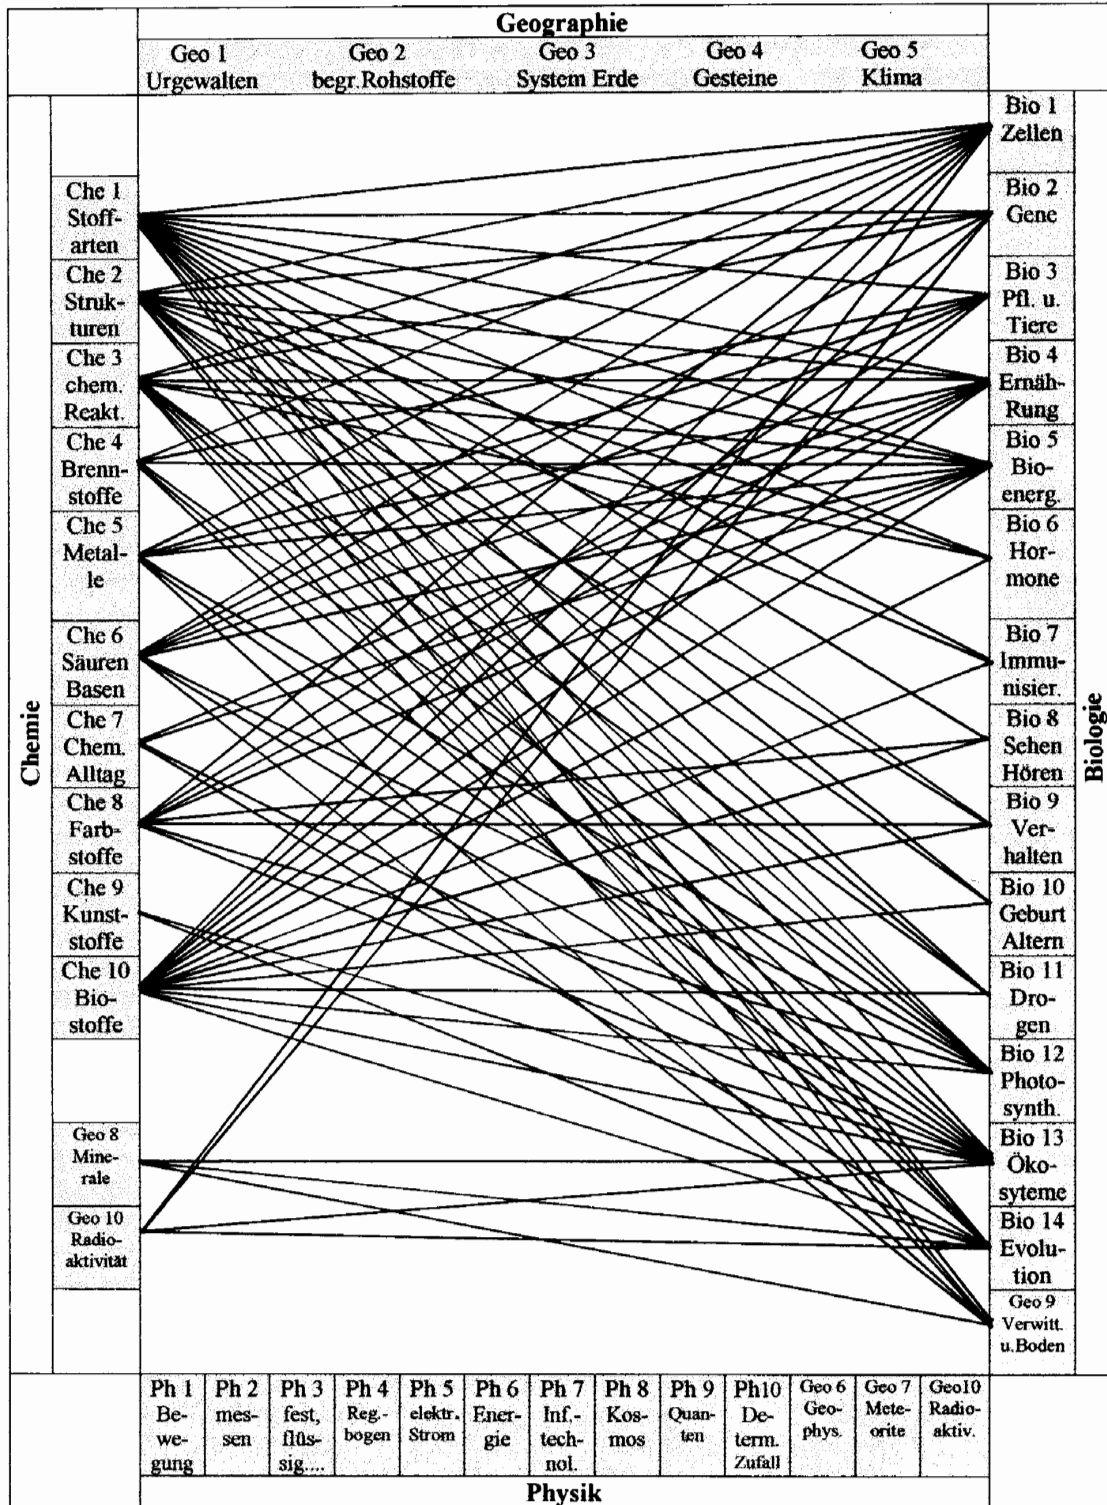 Geographie
Geo 1 Geo 2 Geo 3 Geo 4 Geo 5
Urgewalten begr.Rohstoffe System Erde Gesteine Klima
Chemie
Che 1
Stoff-
arten
Che 2
Struk-
turen
Che 3
chem.
Reakt.
Che 4
Brenn-
stoffe
Che 5
Metal-
le
Che 6
Säuren
Basen
Che 7
Chem.
Alltag
Che 8
Farb-
stoffe
Che 9
Kunst-
stoffe
Che 10
Bio-
stoffe
Geo 8
Mine-
rale
Geo 10
Radio-
aktivität
Bio 1
Zellen
Bio 2
Gene
Bio 3
Pfl. u.
Tiere
Bio 4
Ernäh-
Rung
Bio 5
Bio-
energ.
Bio 6
Hor-
mone
Bio 7
Immu-
nisier.
Bio 8
Sehen
Hören
Bio 9
Ver-
halten
Bio 10
Geburt
Altern
Bio 11
Dro-
gen
Bio 12
Photo-
synth.
Bio 13
Öko-
syteme
Bio 14
Evolu-
tion
Geo 9
Verwitt.
u.Boden
Biologie
Ph 1
Be-
we-
gung
Ph 2
mes-
sen
Ph 3
fest,
flüs-
sig....
Ph 4
Reg.-
bogen
Ph 5
elektr.
Strom
Ph 6
Ener-
gie
Ph 7
Inf.-
tech-
nol.
Ph 8
Kos-
mos
Ph 9
Quan-
ten
Ph10
De-
term.
Zufall
Geo 6
Geo-
phys.
Geo 7
Mete-
orite
Geo10
Radio-
aktiv.
Physik